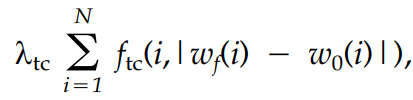 λ_tc ∑_{i=1}^{N} f_tc(i,|w_f(i) − w_0(i)|),